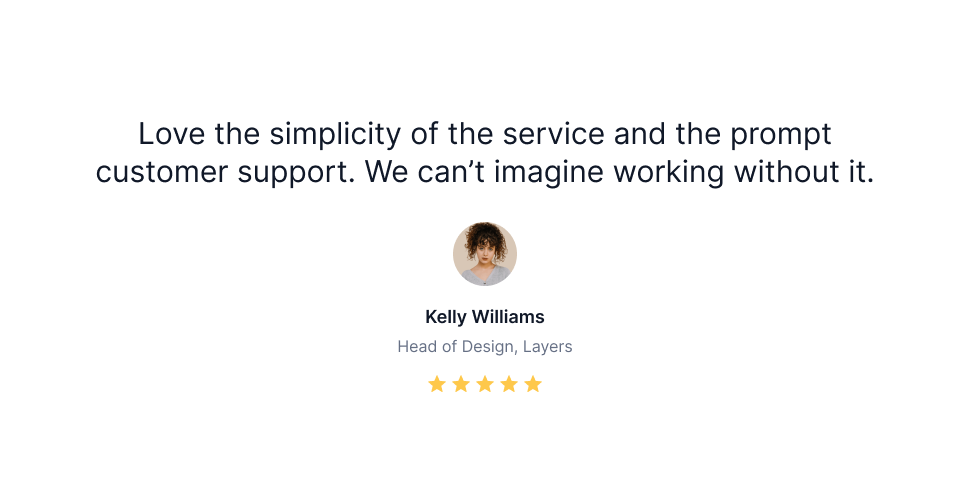 Love the simplicity of the service and the prompt
customer support. We can’t imagine working without it.
Kelly Williams
Head of Design, Layers